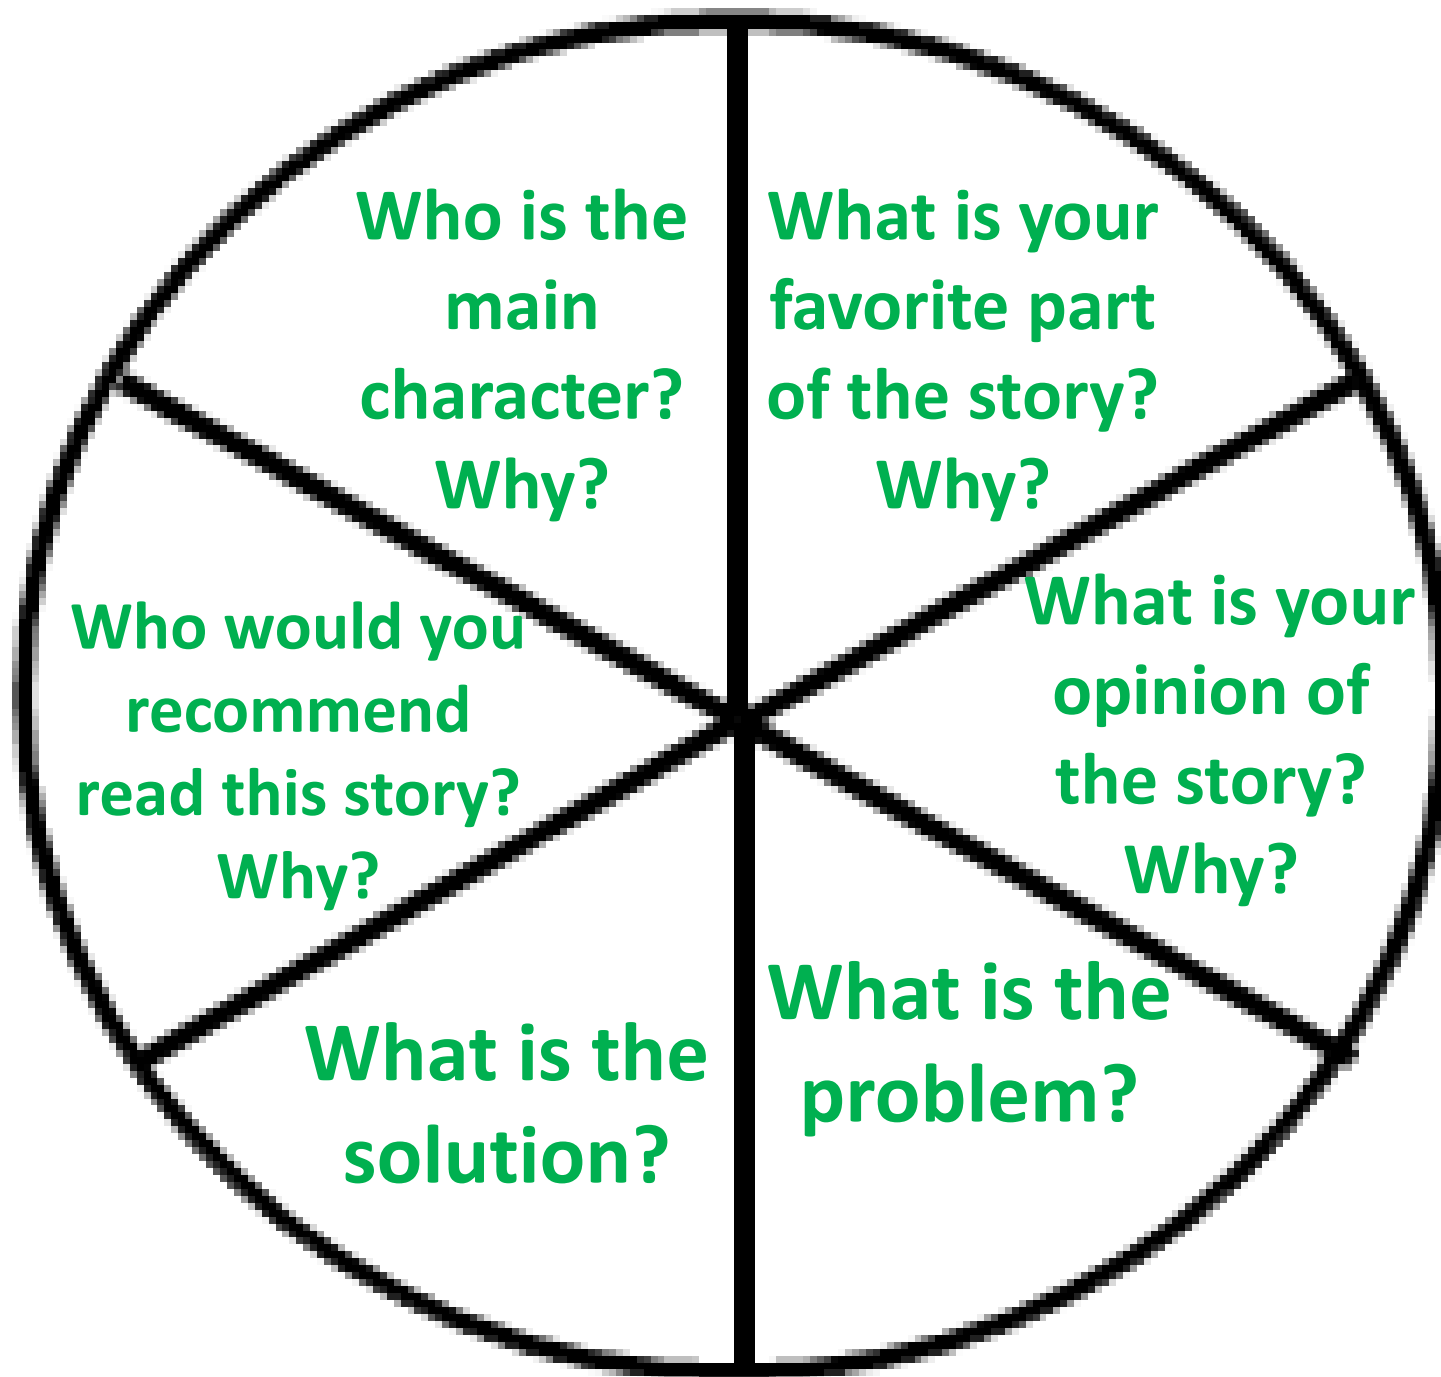 Who is the
main
character?
Why?
What is your
favorite part
of the story?
Why?
What is your
opinion of
the story?
Why?
What is the
problem?
What is the
solution?
Who would you
recommend
read this story?
Why?